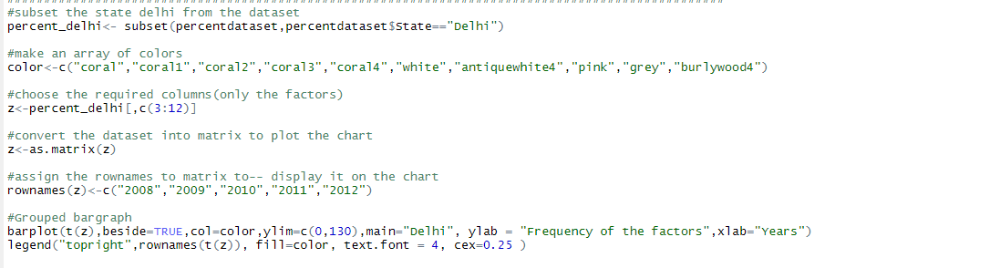 #subset the state delhi from the dataset
percent_delhi<- subset(percentdataset,percentdataset$State=="Delhi")
#make an array of colors
color<-c("coral","coral1","coral2","coral3","coral4","white","antiquewhite4","pink","grey","burlywood4")
#choose the required columns(only the factors)
z<-percent_delhi[,c(3:12)]
#convert the dataset into matrix to plot the chart
z<-as.matrix(z)
#assign the rownames to matrix to-- display it on the chart
rownames(z)<-c("2008","2009","2010","2011","2012")
#Grouped bargraph
barplot(t(z),beside=TRUE,col=color,ylim=c(0,130),main="Delhi", ylab = "Frequency of the factors",xlab="Years")
legend("topright",rownames(t(z)), fill=color, text.font = 4, cex=0.25 )